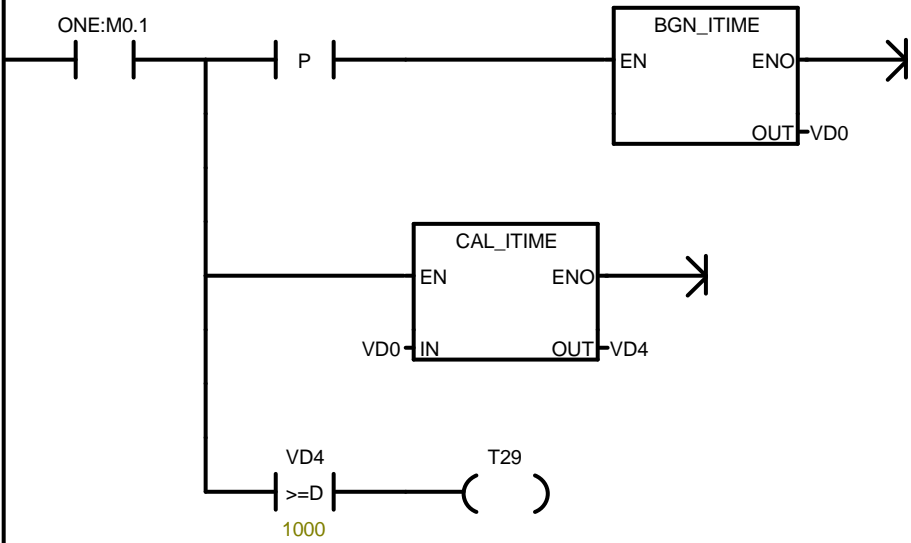 ONE:M0.1
P
BGN_ITIME
EN ENO
OUT VD0
CAL_ITIME
EN ENO
VD0 IN OUT VD4
VD4 T29
>=D
1000